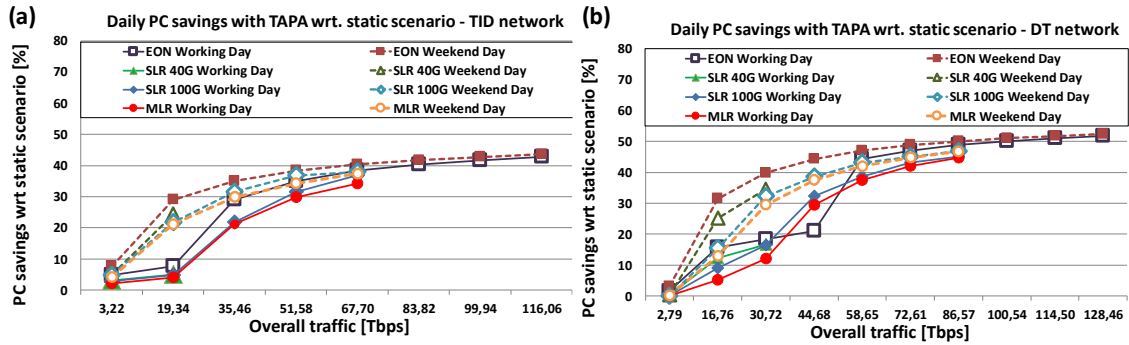 (a)
Daily PC savings with TAPA wrt. static scenario - TID network
PC savings wrt static scenario [%]
80
70
60
50
40
30
20
10
0
EON Working Day
EON Weekend Day
SLR 40G Working Day
SLR 40G Weekend Day
SLR 100G Working Day
SLR 100G Weekend Day
MLR Working Day
MLR Weekend Day
3,22 19,34 35,46 51,58 67,70 83,82 99,94 116,06
Overall traffic [Tbps]
(b)
Daily PC savings with TAPA wrt. static scenario - DT network
PC savings wrt static scenario [%]
80
70
60
50
40
30
20
10
0
EON Working Day
EON Weekend Day
SLR 40G Working Day
SLR 40G Weekend Day
SLR 100G Working Day
SLR 100G Weekend Day
MLR Working Day
MLR Weekend Day
2,79 16,76 30,72 44,68 58,65 72,61 86,57 100,54 114,50 128,46
Overall traffic [Tbps]